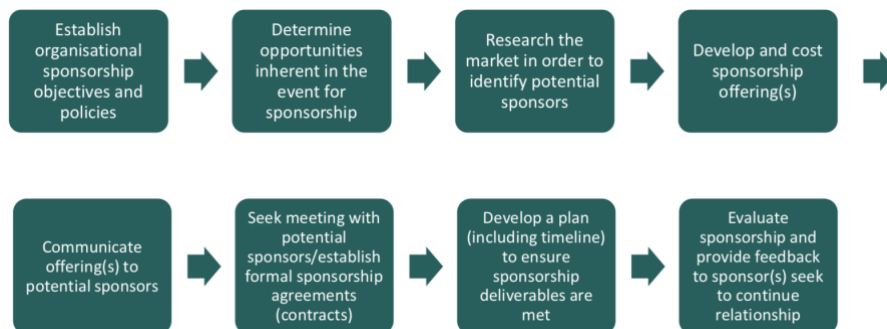 Establish
organisational
sponsorship
objectives and
policies
Determine
opportunities
inherent in the
event for
sponsorship
Research the
market in order to
identify potential
sponsors
Develop and cost
sponsorship
offering(s)
Communicate
offering(s) to
potential sponsors
Seek meeting with
potential
sponsors/establish
formal sponsorship
agreements
(contracts)
Develop a plan
(including timeline)
to ensure
sponsorship
deliverables are
met
Evaluate
sponsorship and
provide feedback
to sponsor(s) seek
to continue
relationship